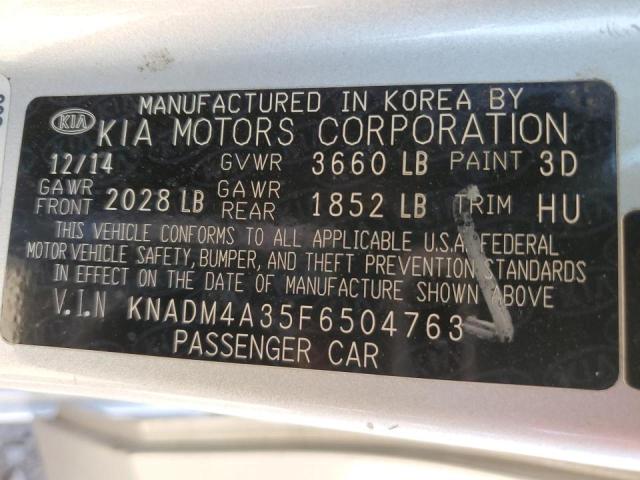 MANUFACTURED IN KOREA BY
KIA KIA MOTORS CORPORATION
12/14 GVWR 3660 LB PAINT 3D
GAWR FRONT 2028 LB GAWR REAR 1852 LB TRIM HU
THIS VEHICLE CONFORMS TO ALL APPLICABLE U.S.A. FEDERAL
MOTOR VEHICLE SAFETY, BUMPER, AND THEFT PREVENTION STANDARDS
IN EFFECT ON THE DATE OF MANUFACTURE SHOWN ABOVE
V.I.N KNADM4A35F6504763
PASSENGER CAR